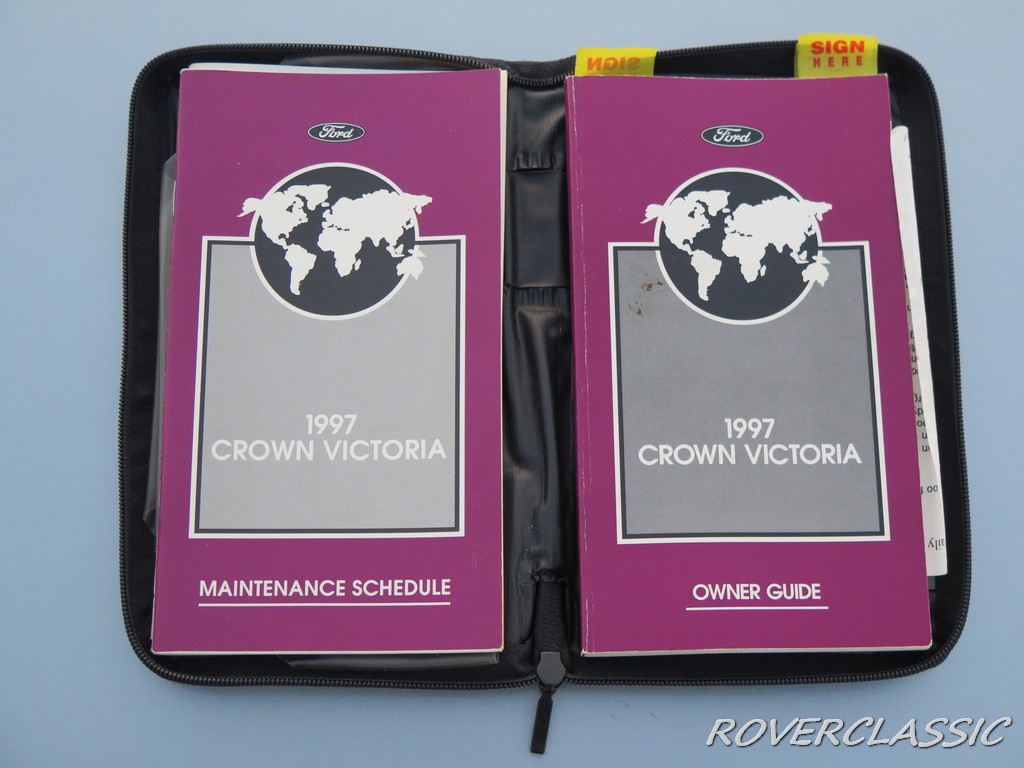 Ford
1997
CROWN VICTORIA
MAINTENANCE SCHEDULE
SIGN
SIGN
HERE
Ford
1997
CROWN VICTORIA
OWNER GUIDE
ROVERCLASSIC